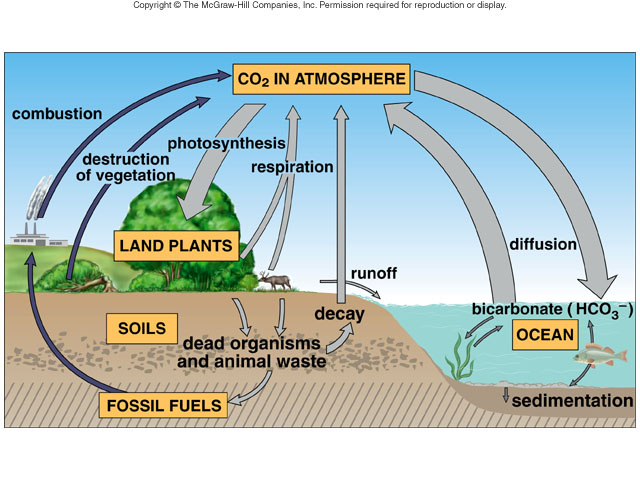 Copyright © The McGraw-Hill Companies, Inc. Permission required for reproduction or display.
CO₂ IN ATMOSPHERE
combustion
photosynthesis
destruction
of vegetation
respiration
LAND PLANTS
diffusion
runoff
bicarbonate (HCO₃⁻)
decay
SOILS
OCEAN
dead organisms
and animal waste
sedimentation
FOSSIL FUELS